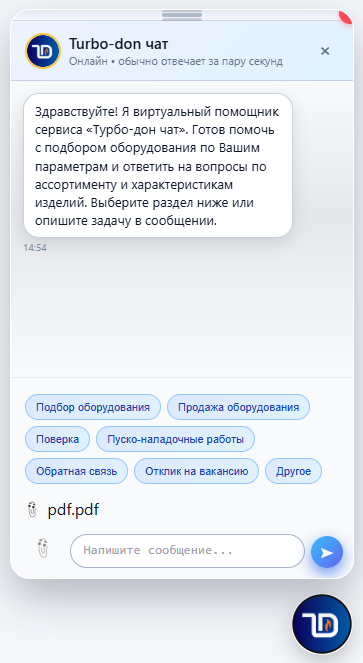 Turbo-don чат
Онлайн • обычно отвечает за пару секунд
Здравствуйте! Я виртуальный помощник
сервиса «Турбо-дон чат». Готов помочь
с подбором оборудования по Вашим
параметрам и ответить на вопросы по
ассортименту и характеристикам
изделий. Выберите раздел ниже или
опишите задачу в сообщении.
14:54
Подбор оборудования
Продажа оборудования
Поверка
Пуско-наладочные работы
Обратная связь
Отклик на вакансию
Другое
pdf.pdf
Напишите сообщение...